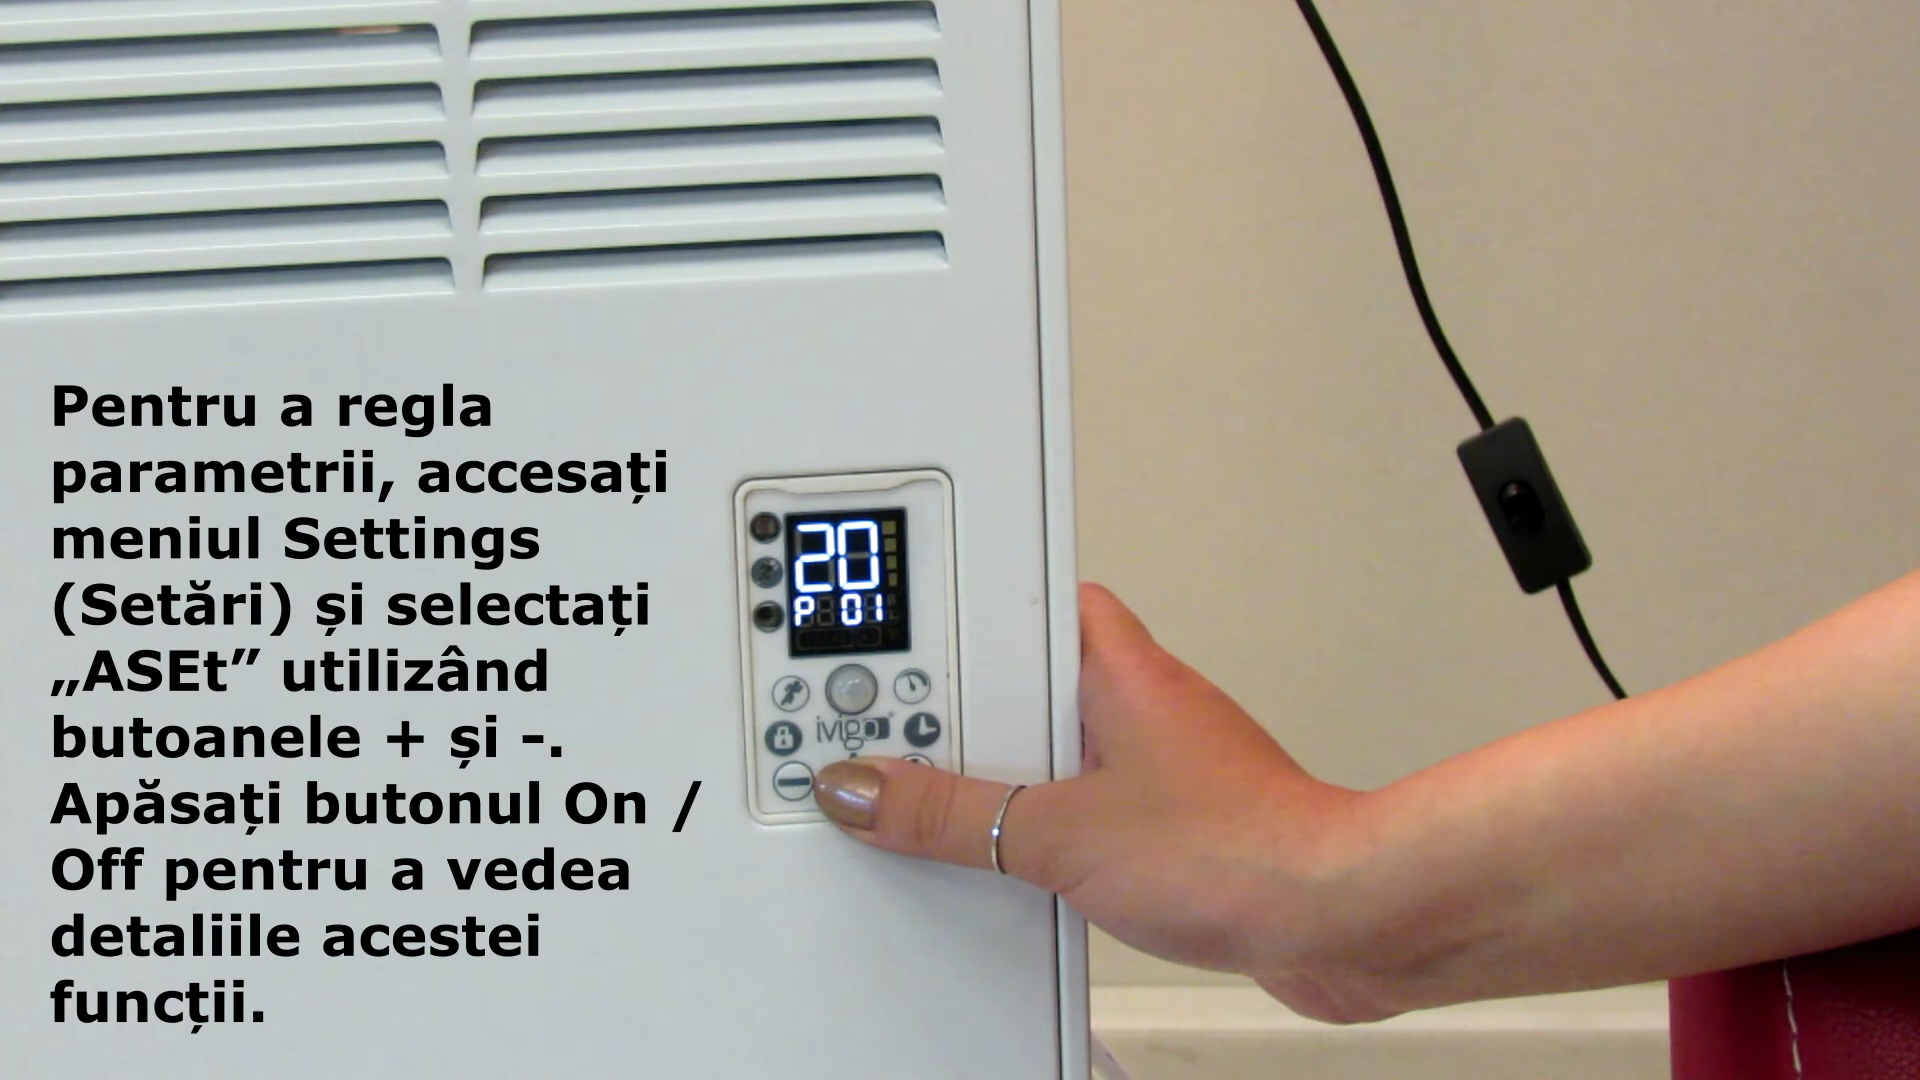 Pentru a regla
parametrii, accesați
meniul Settings
(Setări) și selectați
„ASEt” utilizând
butoanele + și -.
Apăsați butonul On /
Off pentru a vedea
detaliile acestei
funcții.
20
P 01
ivigo